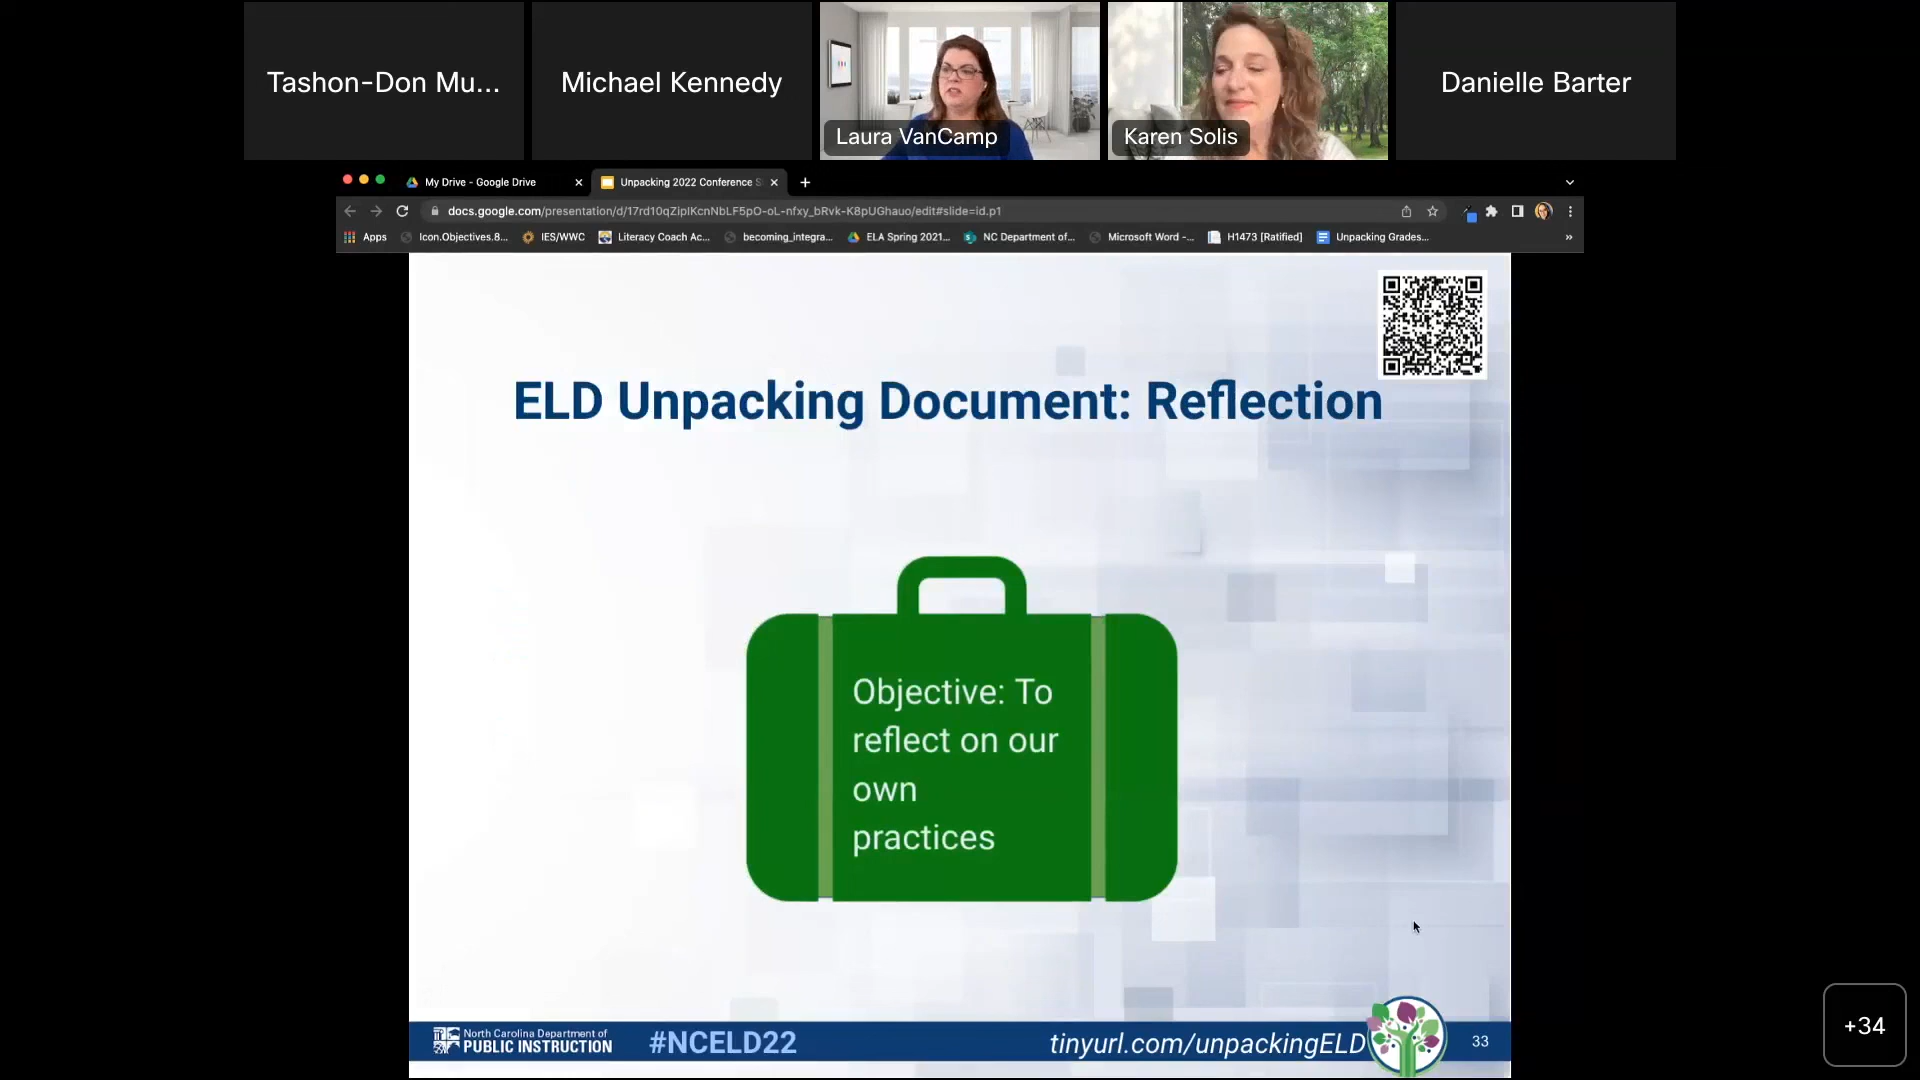 Tashon-Don Mu...
Michael Kennedy
Laura VanCamp
Karen Solis
Danielle Barter
My Drive - Google Drive
Unpacking 2022 Conference S
docs.google.com/presentation/d/17rd10qZipIKcnNbLF5pO-oL-nfxy_bRvk-K8pUGhauo/edit#slide=id.p1
Apps
Icon.Objectives.8...
IES/WWC
Literacy Coach Ac...
becoming_integra...
ELA Spring 2021...
NC Department of...
Microsoft Word -...
H1473 [Ratified]
Unpacking Grades...
ELD Unpacking Document: Reflection
Objective: To
reflect on our
own
practices
North Carolina Department of
PUBLIC INSTRUCTION
#NCELD22
tinyurl.com/unpackingELD
33
+34